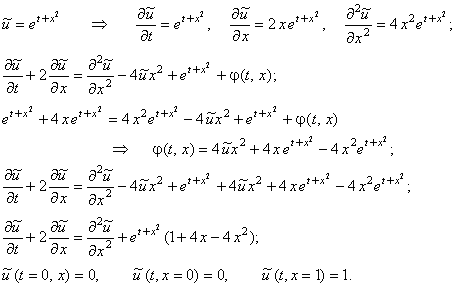 ũ = e^{t+x²} ⇒ ∂ũ/∂t = e^{t+x²}, ∂ũ/∂x = 2xe^{t+x²}, ∂²ũ/∂x² = 4x²e^{t+x²};
∂ũ/∂t + 2∂ũ/∂x = ∂²ũ/∂x² − 4ũx² + e^{t+x²} + φ(t, x);
e^{t+x²} + 4xe^{t+x²} = 4x²e^{t+x²} − 4ũx² + e^{t+x²} + φ(t, x)
⇒ φ(t, x) = 4ũx² + 4xe^{t+x²} − 4x²e^{t+x²};
∂ũ/∂t + 2∂ũ/∂x = ∂²ũ/∂x² − 4ũx² + e^{t+x²} + 4ũx² + 4xe^{t+x²} − 4x²e^{t+x²};
∂ũ/∂t + 2∂ũ/∂x = ∂²ũ/∂x² + e^{t+x²}(1+4x−4x²);
ũ(t=0, x) = 0, ũ(t, x=0) = 0, ũ(t, x=1) = 1.